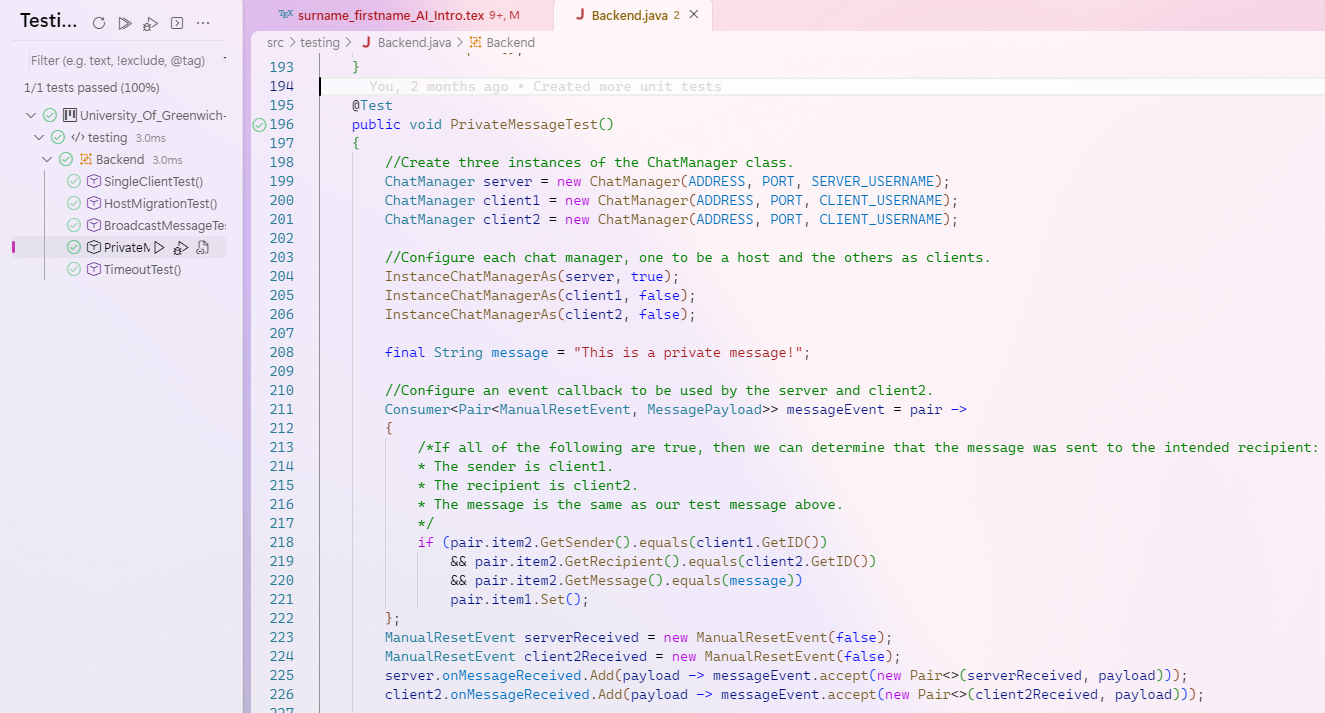 Testi...
Filter (e.g. text, !exclude, @tag)
1/1 tests passed (100%)
University_Of_Greenwich-
testing 3.0ms
Backend 3.0ms
SingleClientTest()
HostMigrationTest()
BroadcastMessageTe
PrivateM
TimeoutTest()
TEX surname_firstname_AI_Intro.tex 9+, M
J Backend.java 2
src > testing > J Backend.java > Backend
193 }
194 You, 2 months ago • Created more unit tests
195 @Test
196 public void PrivateMessageTest()
197 {
198 //Create three instances of the ChatManager class.
199 ChatManager server = new ChatManager(ADDRESS, PORT, SERVER_USERNAME);
200 ChatManager client1 = new ChatManager(ADDRESS, PORT, CLIENT_USERNAME);
201 ChatManager client2 = new ChatManager(ADDRESS, PORT, CLIENT_USERNAME);
202
203 //Configure each chat manager, one to be a host and the others as clients.
204 InstanceChatManagerAs(server, true);
205 InstanceChatManagerAs(client1, false);
206 InstanceChatManagerAs(client2, false);
207
208 final String message = "This is a private message!";
209
210 //Configure an event callback to be used by the server and client2.
211 Consumer<Pair<ManualResetEvent, MessagePayload>> messageEvent = pair ->
212 {
213 /*If all of the following are true, then we can determine that the message was sent to the intended recipient:
214 * The sender is client1.
215 * The recipient is client2.
216 * The message is the same as our test message above.
217 */
218 if (pair.item2.GetSender().equals(client1.GetID())
219 && pair.item2.GetRecipient().equals(client2.GetID())
220 && pair.item2.GetMessage().equals(message))
221 pair.item1.Set();
222 };
223 ManualResetEvent serverReceived = new ManualResetEvent(false);
224 ManualResetEvent client2Received = new ManualResetEvent(false);
225 server.onMessageReceived.Add(payload -> messageEvent.accept(new Pair<>(serverReceived, payload)));
226 client2.onMessageReceived.Add(payload -> messageEvent.accept(new Pair<>(client2Received, payload)));